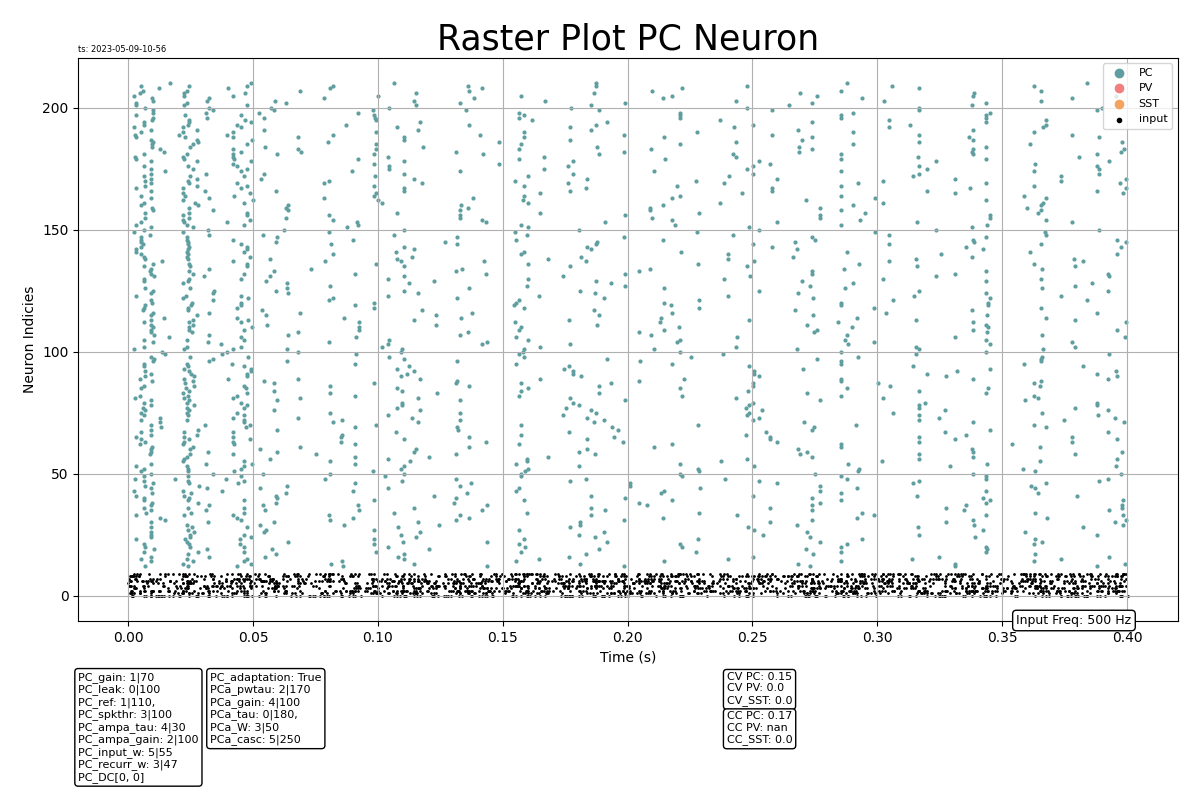 Raster Plot PC Neuron
ts: 2023-05-09-10-56
PC
PV
SST
input
200
150
100
50
0
Neuron Indicies
0.00 0.05 0.10 0.15 0.20 0.25 0.30 0.35 0.40
Input Freq: 500 Hz
Time (s)
PC_gain: 1|70
PC_leak: 0|100
PC_ref: 1|110,
PC_spkthr: 3|100
PC_ampa_tau: 4|30
PC_ampa_gain: 2|100
PC_input_w: 5|55
PC_recurr_w: 3|47
PC_DC[0, 0]
PC_adaptation: True
PCa_pwtau: 2|170
PCa_gain: 4|100
PCa_tau: 0|180,
PCa_W: 3|50
PCa_casc: 5|250
CV PC: 0.15
CV PV: 0.0
CV_SST: 0.0
CC PC: 0.17
CC PV: nan
CC_SST: 0.0